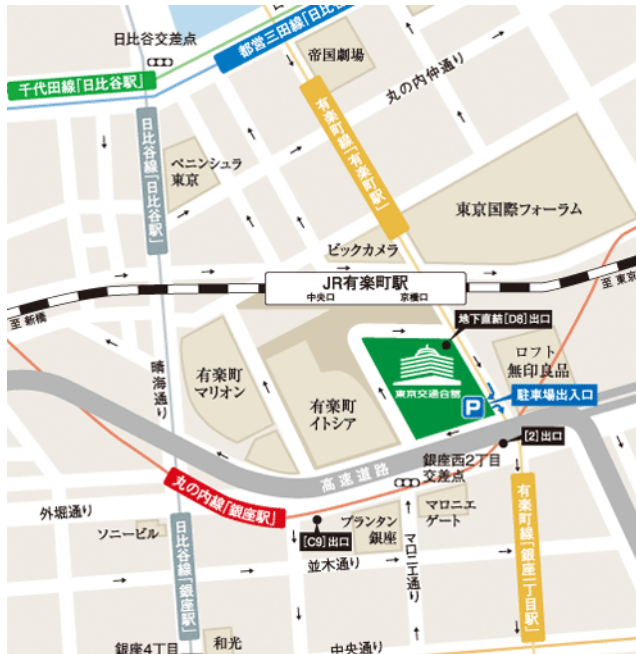 日比谷交差点
都営三田線「日比
帝国劇場
千代田線「日比谷駅」
丸の内仲通り
有楽町線「有楽町駅」
日比谷線「日比谷駅」
ペニンシュラ
東京
東京国際フォーラム
ビックカメラ
JR有楽町駅
中央口
京橋口
至 東京
至 新橋
地下直結[D8]出口
晴海通り
ロフト
無印良品
有楽町
マリオン
有楽町
イトシア
東京交通会館
P
駐車場出入口
[2]出口
高速道路
銀座西2丁目
交差点
丸の内線「銀座駅」
外堀通り
ソニービル
日比谷線「銀座駅」
[C9]出口
プランタン
銀座
マロニエ
ゲート
マロニエ通り
有楽町線「銀座一丁目駅」
並木通り
銀座4丁目
和光
中央通り